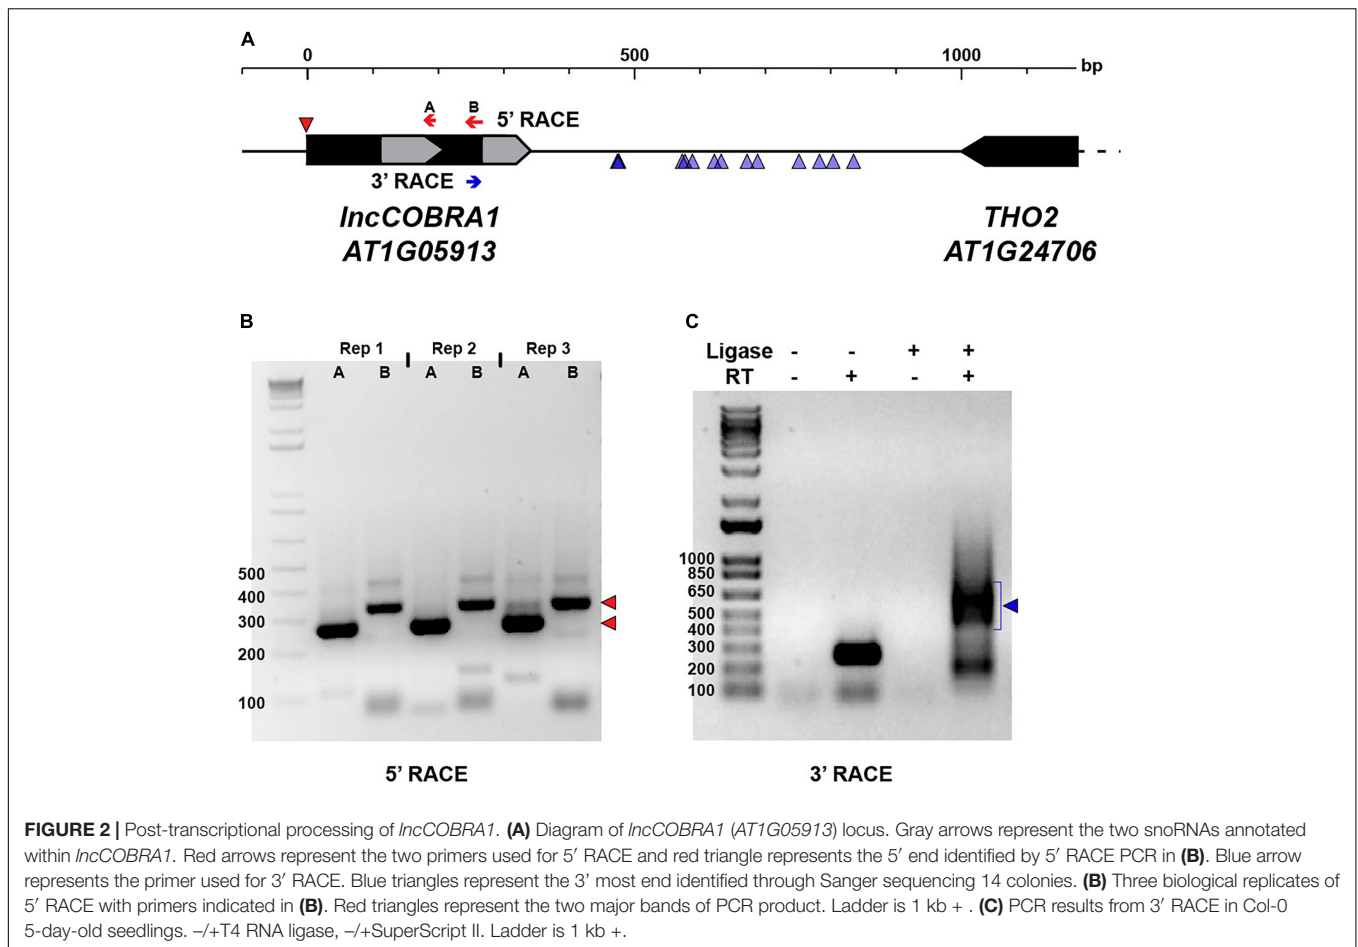 A
0 500 1000 bp
A B 5′ RACE
3′ RACE
lncCOBRA1 THO2
AT1G05913 AT1G24706
B
Rep 1 Rep 2 Rep 3
A B A B A B
500
400
300
200
100
5′ RACE
C
Ligase - - + +
RT - + - +
1000
850
650
500
400
300
200
100
3′ RACE
FIGURE 2 | Post-transcriptional processing of lncCOBRA1. (A) Diagram of lncCOBRA1 (AT1G05913) locus. Gray arrows represent the two snoRNAs annotated
within lncCOBRA1. Red arrows represent the two primers used for 5′ RACE and red triangle represents the 5′ end identified by 5′ RACE PCR in (B). Blue arrow
represents the primer used for 3′ RACE. Blue triangles represent the 3’ most end identified through Sanger sequencing 14 colonies. (B) Three biological replicates of
5′ RACE with primers indicated in (B). Red triangles represent the two major bands of PCR product. Ladder is 1 kb + . (C) PCR results from 3′ RACE in Col-0
5-day-old seedlings. –/+T4 RNA ligase, –/+SuperScript II. Ladder is 1 kb +.